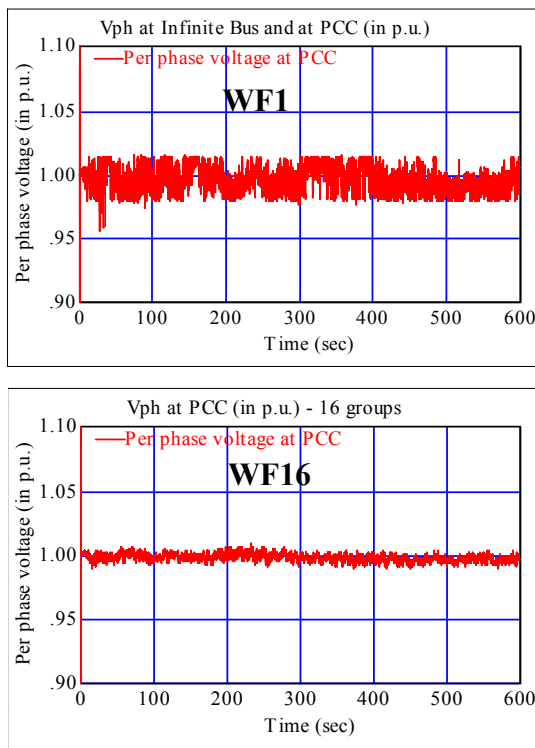 Vph at Infinite Bus and at PCC (in p.u.)
1.10
Per phase voltage at PCC
WF1
1.05
1.00
.95
.90
Per phase voltage (in p.u.)
0 100 200 300 400 500 600
Time (sec)
Vph at PCC (in p.u.) - 16 groups
1.10
Per phase voltage at PCC
WF16
1.05
1.00
.95
.90
Per phase voltage (in p.u.)
0 100 200 300 400 500 600
Time (sec)